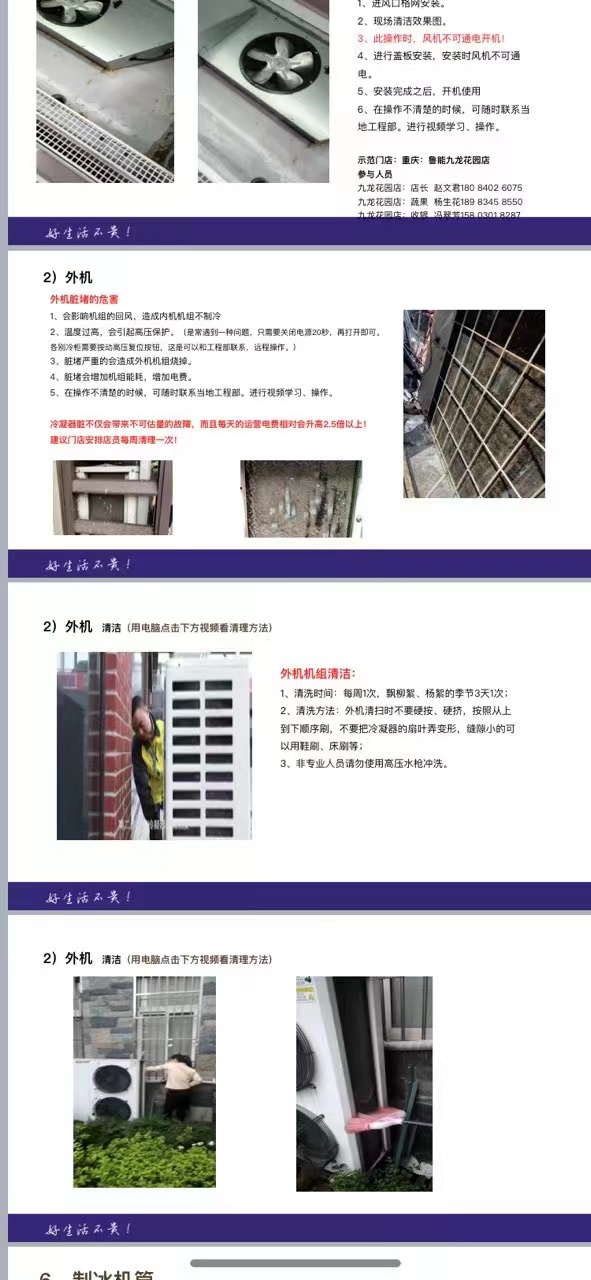 1、进风口格网安装。
2、现场清洁效果图。
3、此操作时，风机不可通电开机！
4、进行盖板安装，安装时风机不可通
电。
5、安装完成之后，开机使用
6、在操作不清楚的时候，可随时联系当
地工程部。进行视频学习、操作。
示范门店：重庆：鲁能九龙花园店
参与人员
九龙花园店：店长 赵文君180 8402 6075
九龙花园店：蔬果 杨生花189 8345 8550
九龙花园店：收银 冯翠芳158 0301 8287
好生活不贵！
2）外机
外机脏堵的危害
1、会影响机组的回风，造成内机机组不制冷
2、温度过高，会引起高压保护。（是常遇到一种问题，只需要关闭电源20秒，再打开即可。
各别冷柜需要按动高压复位按钮，这是可以和工程部联系，远程操作。）
3、脏堵严重的会造成外机机组烧掉。
4、脏堵会增加机组能耗，增加电费。
5、在操作不清楚的时候，可随时联系当地工程部。进行视频学习、操作。
冷凝器脏不仅会带来不可估量的故障，而且每天的运营电费相对会升高2.5倍以上！
建议门店安排店员每周清理一次！
好生活不贵！
2）外机 清洁（用电脑点击下方视频看清理方法）
外机机组清洁：
1、清洗时间：每周1次，飘柳絮、杨絮的季节3天1次；
2、清洗方法：外机清扫时不要硬按、硬挤，按照从上
到下顺序刷，不要把冷凝器的扇叶弄变形，缝隙小的可
以用鞋刷、床刷等；
3、非专业人员请勿使用高压水枪冲洗。
好生活不贵！
2）外机 清洁（用电脑点击下方视频看清理方法）
好生活不贵！
6、制冰机篇